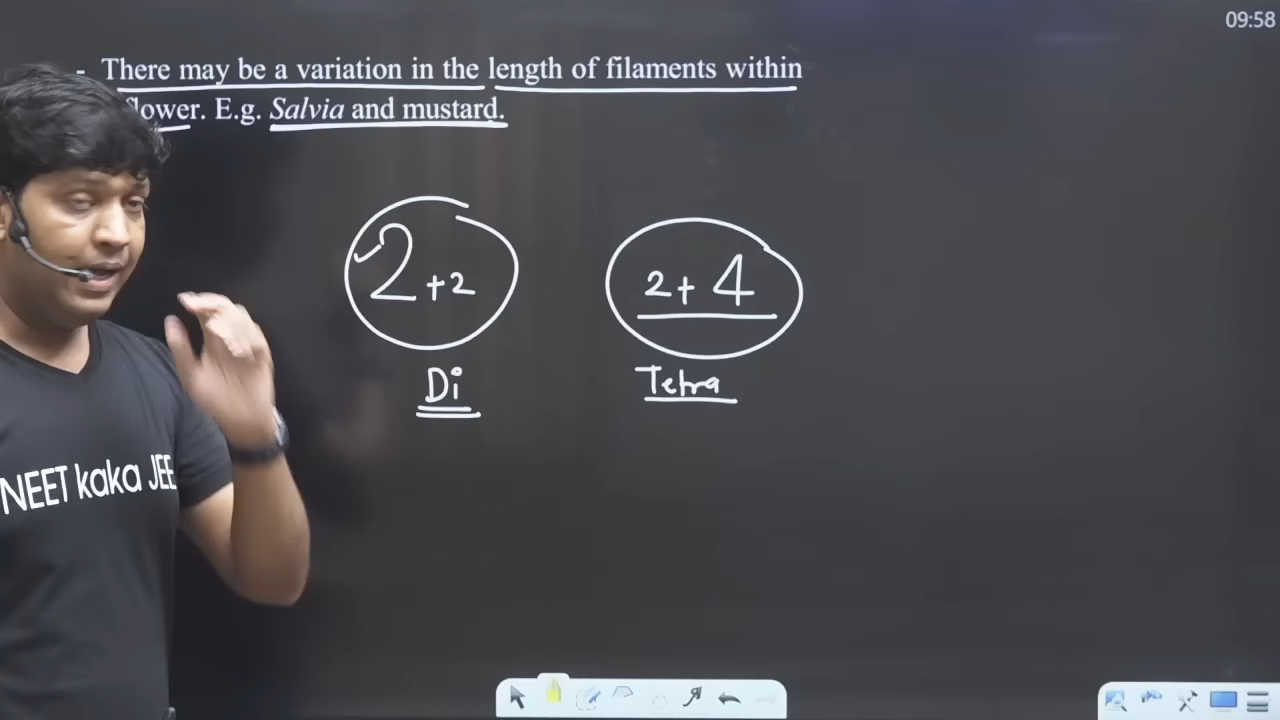 09:58
- There may be a variation in the length of filaments within
flower. E.g. Salvia and mustard.
2+2
2+ 4
Di
Tetra
NEET kaka JEE